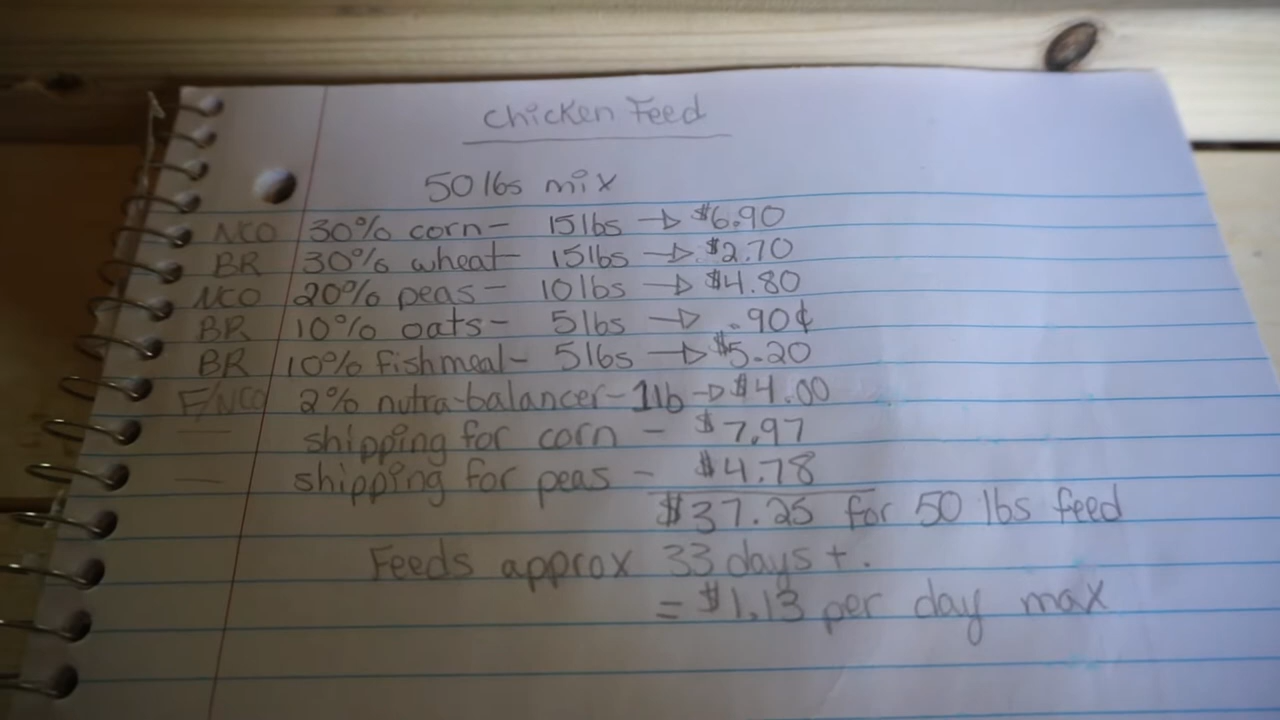 chicken Feed
50 lbs mix
NCO 30% corn - 15lbs → $6.90
BR 30% wheat - 15lbs → $2.70
NCO 20% peas - 10lbs → $4.80
BR 10% oats - 5lbs → .90¢
BR 10% fishmeal - 5lbs → $5.20
F/NCO 2% nutra-balancer - 1lb → $4.00
— shipping for corn - $7.97
— shipping for peas - $4.78
$37.25 for 50 lbs feed
Feeds approx 33 days +.
= $1.13 per day max